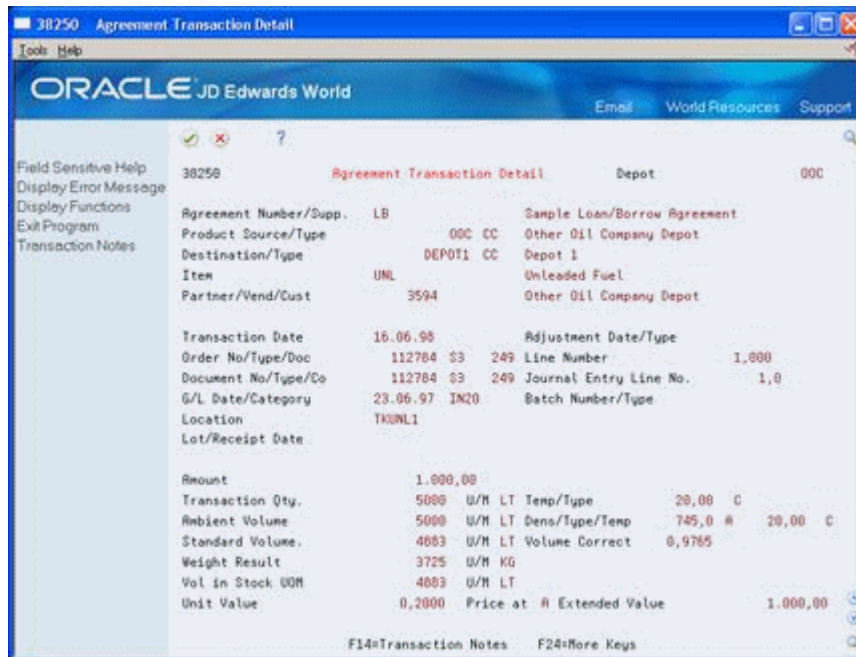 38250 Agreement Transaction Detail
Tools Help
ORACLE JD Edwards World
Email World Resources Support
?
Field Sensitive Help
Display Error Message
Display Functions
Exit Program
Transaction Notes
38250 Agreement Transaction Detail Depot OOC
Agreement Number/Supp. LB Sample Loan/Borrow Agreement
Product Source/Type OOC CC Other Oil Company Depot
Destination/Type DEPOT1 CC Depot 1
Item UNL Unleaded Fuel
Partner/Vend/Cust 3594 Other Oil Company Depot
Transaction Date 16.06.98 Adjustment Date/Type
Order No/Type/Doc 112784 S3 249 Line Number 1,000
Document No/Type/Co 112784 S3 249 Journal Entry Line No. 1,0
G/L Date/Category 23.06.97 IN20 Batch Number/Type
Location TKUNL1
Lot/Receipt Date
Amount 1.000,00
Transaction Qty. 5000 U/M LT Temp/Type 20,00 C
Ambient Volume 5000 U/M LT Dens/Type/Temp 745,0 A 20,00 C
Standard Volume. 4883 U/M LT Volume Correct 0,9765
Weight Result 3725 U/M KG
Vol in Stock UOM 4883 U/M LT
Unit Value 0,2000 Price at A Extended Value 1.000,00
F14=Transaction Notes F24=More Keys